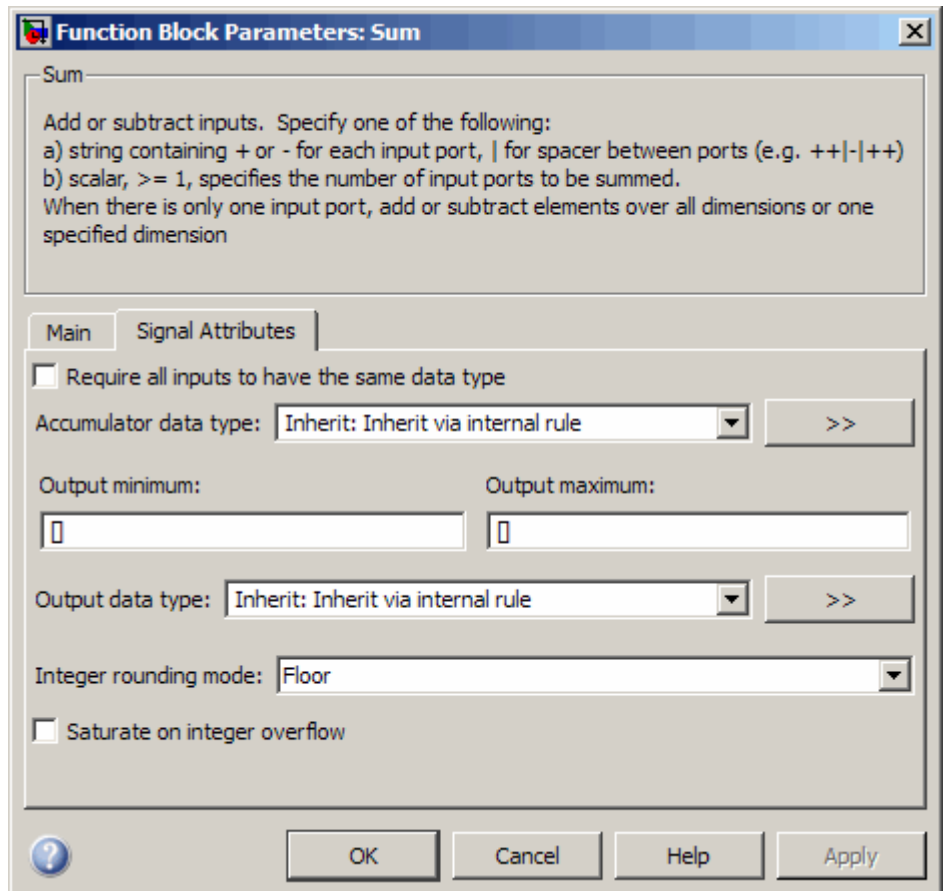 Function Block Parameters: Sum
Sum
Add or subtract inputs.  Specify one of the following:
a) string containing + or - for each input port, | for spacer between ports (e.g. ++|-|++)
b) scalar, >= 1, specifies the number of input ports to be summed.
When there is only one input port, add or subtract elements over all dimensions or one
specified dimension
Main
Signal Attributes
Require all inputs to have the same data type
Accumulator data type: Inherit: Inherit via internal rule >>
Output minimum: Output maximum:
[] []
Output data type: Inherit: Inherit via internal rule >>
Integer rounding mode: Floor
Saturate on integer overflow
? OK Cancel Help Apply